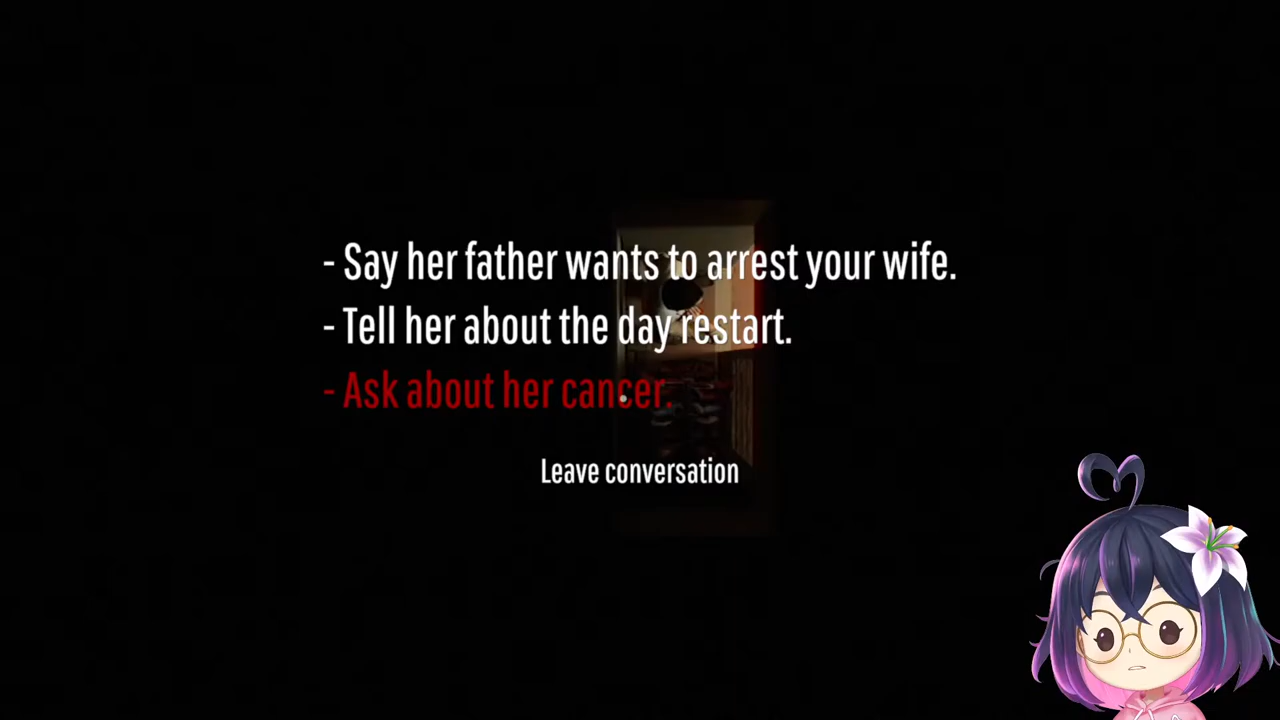 - Say her father wants to arrest your wife.
- Tell her about the day restart.
- Ask about her cancer.
Leave conversation